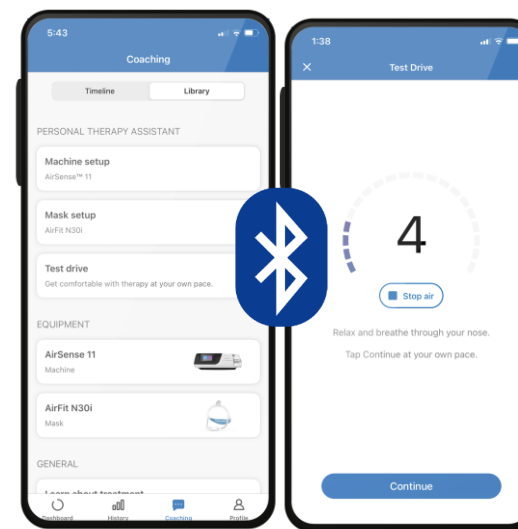 5:43
Coaching
Timeline
Library
PERSONAL THERAPY ASSISTANT
Machine setup
AirSense™ 11
Mask setup
AirFit N30i
Test drive
Get comfortable with therapy at your own pace.
EQUIPMENT
AirSense 11
Machine
AirFit N30i
Mask
GENERAL
Learn about treatment
Dashboard
History
Coaching
Profile
1:38
Test Drive
4
Stop air
Relax and breathe through your nose.
Tap Continue at your own pace.
Continue